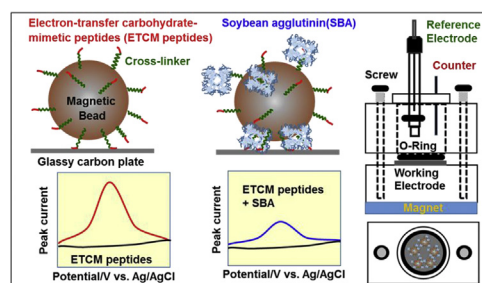 Electron-transfer carbohydrate-
mimetic peptides (ETCM peptides)
Cross-linker
Magnetic
Bead
Glassy carbon plate
Peak current
ETCM peptides
Potential/V vs. Ag/AgCl
Soybean agglutinin(SBA)
Peak current
ETCM peptides
+ SBA
Potential/V vs. Ag/AgCl
Reference
Electrode
Screw
Counter
O-Ring
Working
Electrode
Magnet